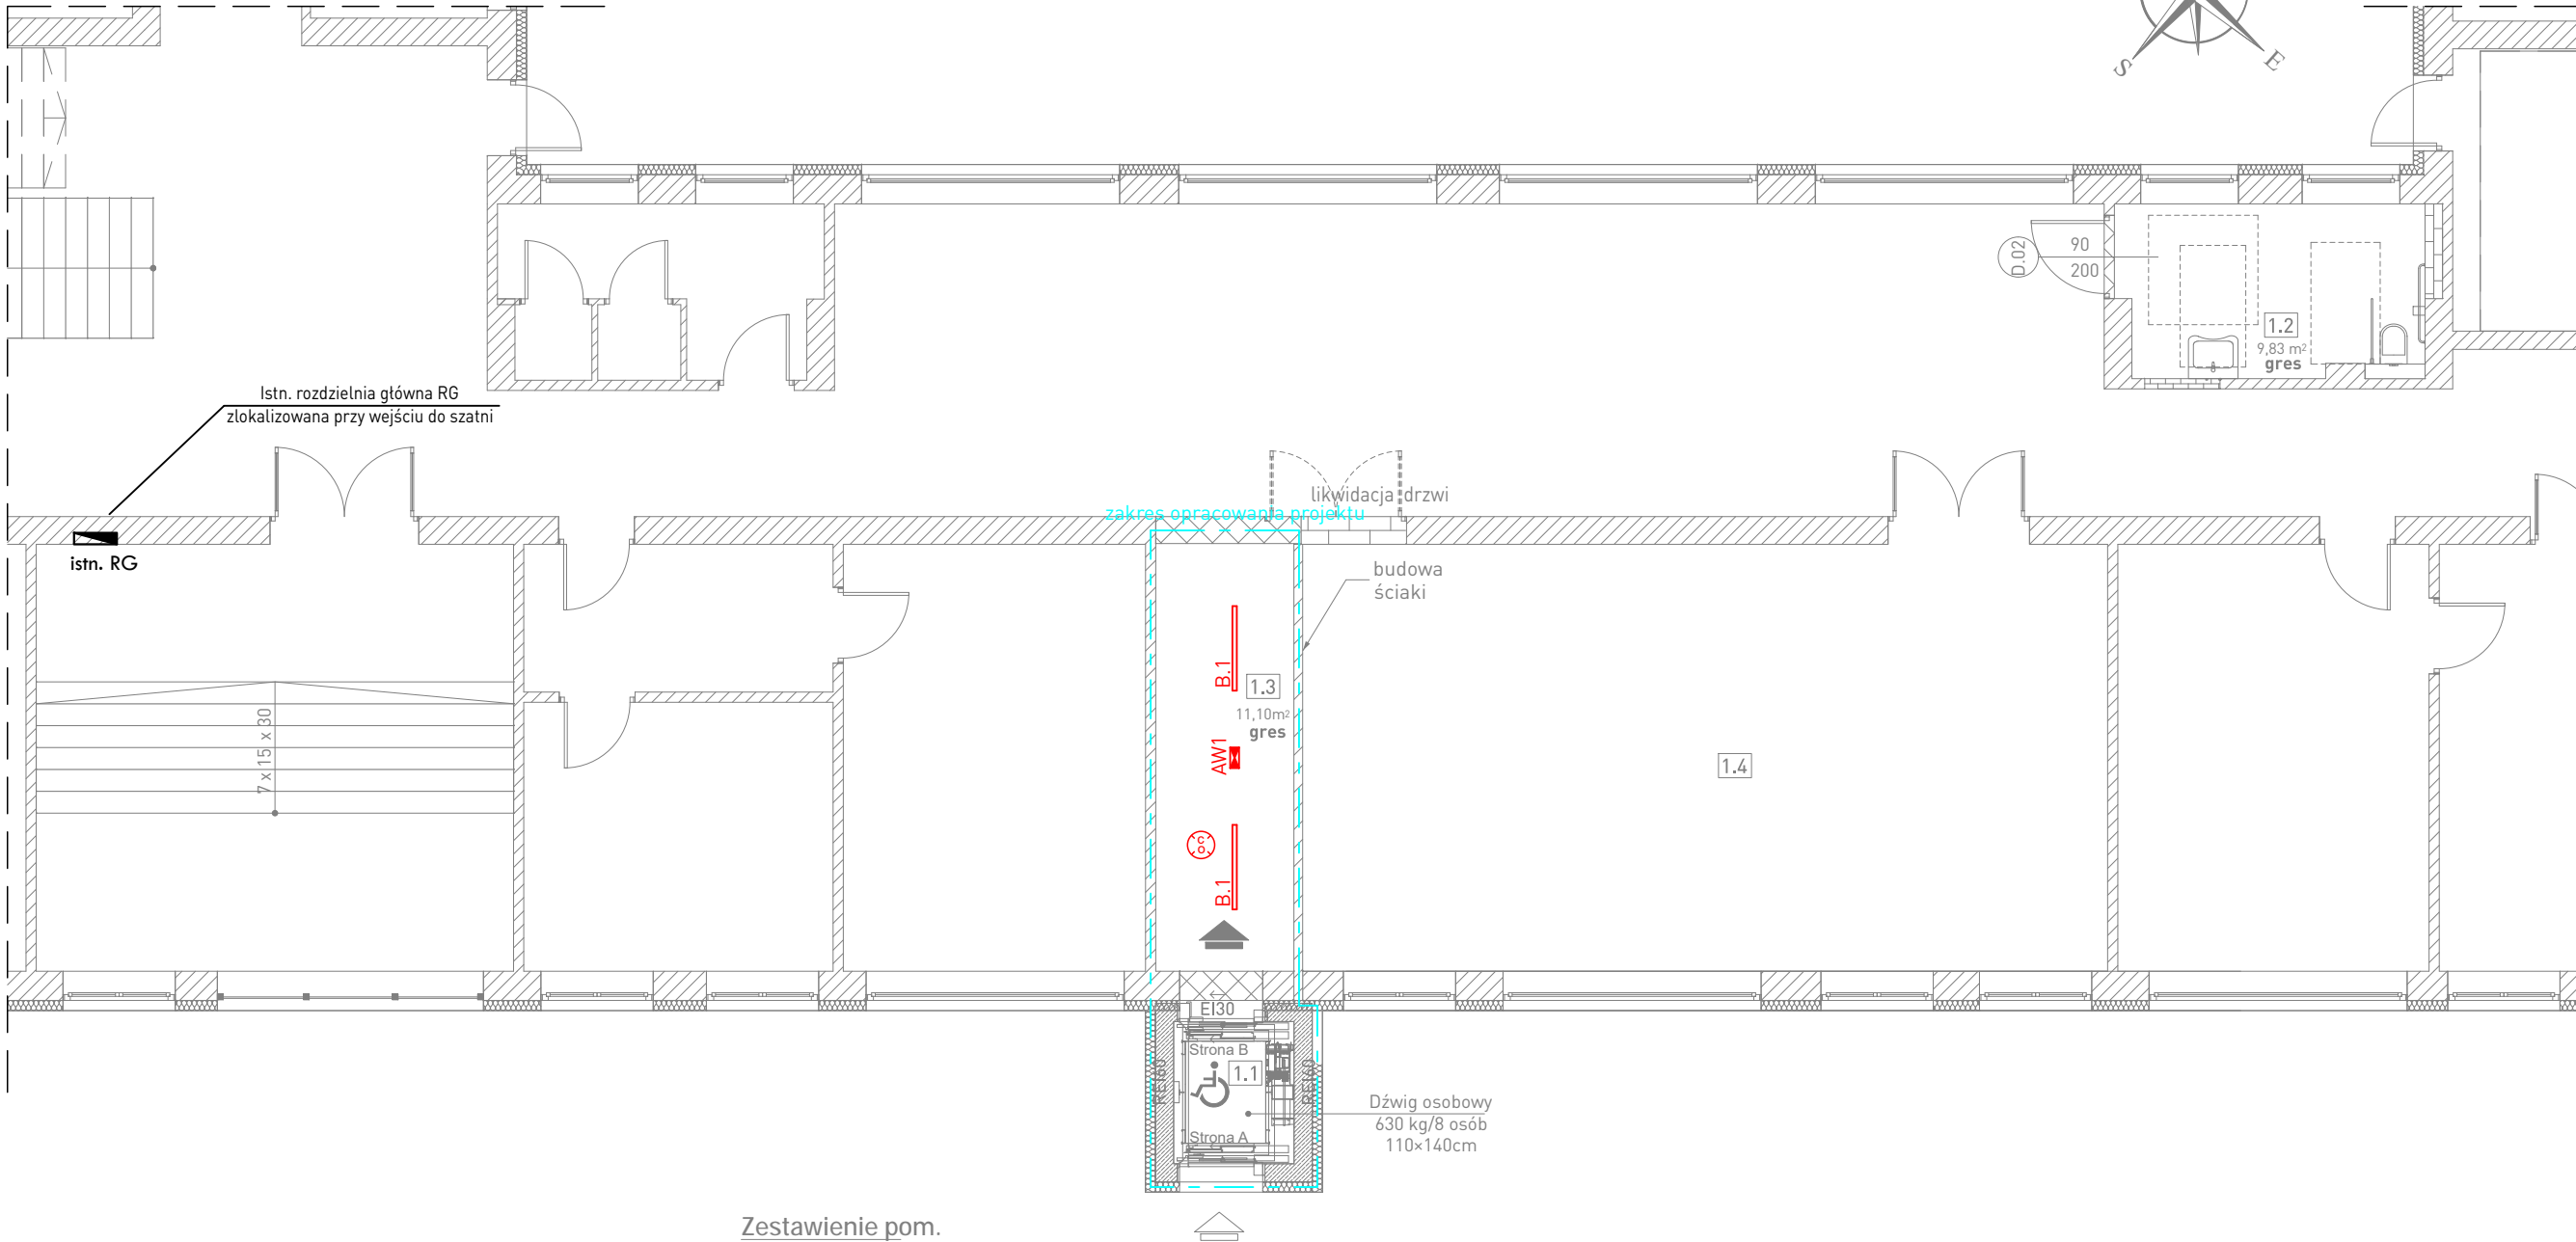 S
E
D.02
90
200
1.2
9,83 m²
gres
Istn. rozdzielnia główna RG
zlokalizowana przy wejściu do szatni
likwidacja drzwi
zakres opracowania projektu
istn. RG
budowa
ściaki
B.1
1.3
11,10m²
gres
7 x 15 x 30
AW1
1.4
C
O
B.1
EI30
Strona B
REI60
1.1
REI60
Strona A
Dźwig osobowy
630 kg/8 osób
110×140cm
Zestawienie pom.